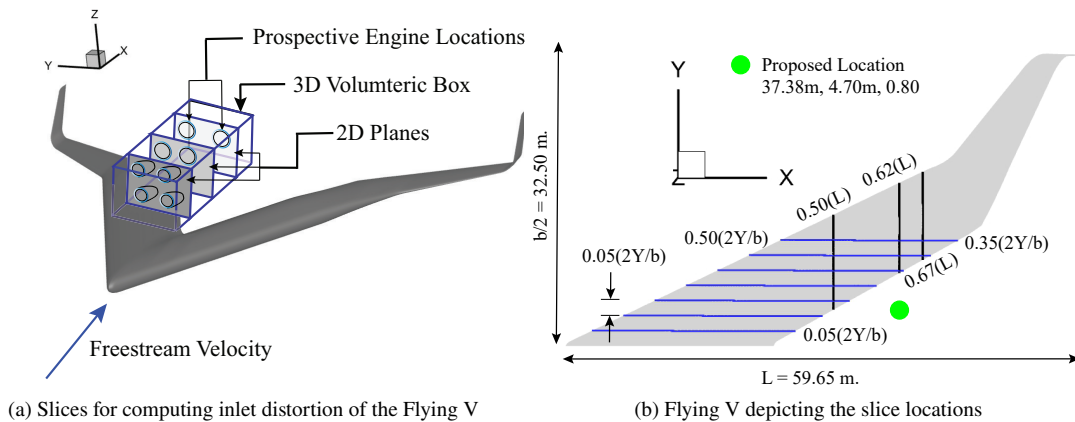 Z
Y
X
Prospective Engine Locations
3D Volumteric Box
2D Planes
Freestream Velocity
(a) Slices for computing inlet distortion of the Flying V
b/2 = 32.50 m.
Y
Z
X
Proposed Location
37.38m, 4.70m, 0.80
0.62(L)
0.50(L)
0.50(2Y/b)
0.35(2Y/b)
0.05(2Y/b)
0.67(L)
0.05(2Y/b)
L = 59.65 m.
(b) Flying V depicting the slice locations